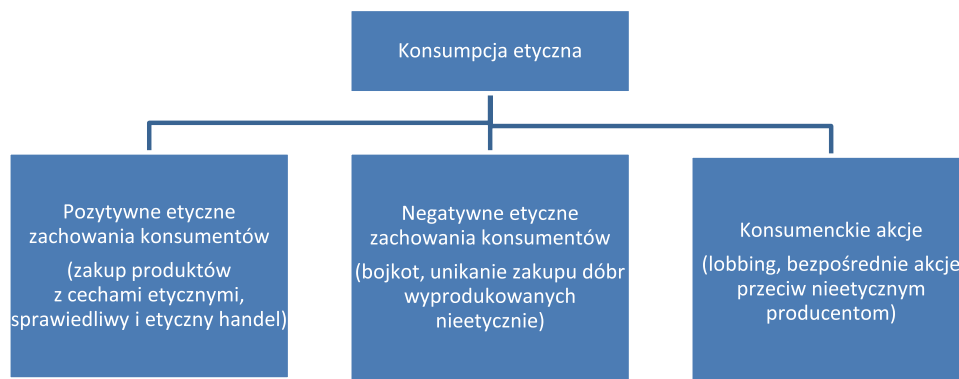 Konsumpcja etyczna
Pozytywne etyczne
zachowania konsumentów
(zakup produktów
z cechami etycznymi,
sprawiedliwy i etyczny handel)
Negatywne etyczne
zachowania konsumentów
(bojkot, unikanie zakupu dóbr
wyprodukowanych
nieetycznie)
Konsumenckie akcje
(lobbing, bezpośrednie akcje
przeciw nieetycznym
producentom)